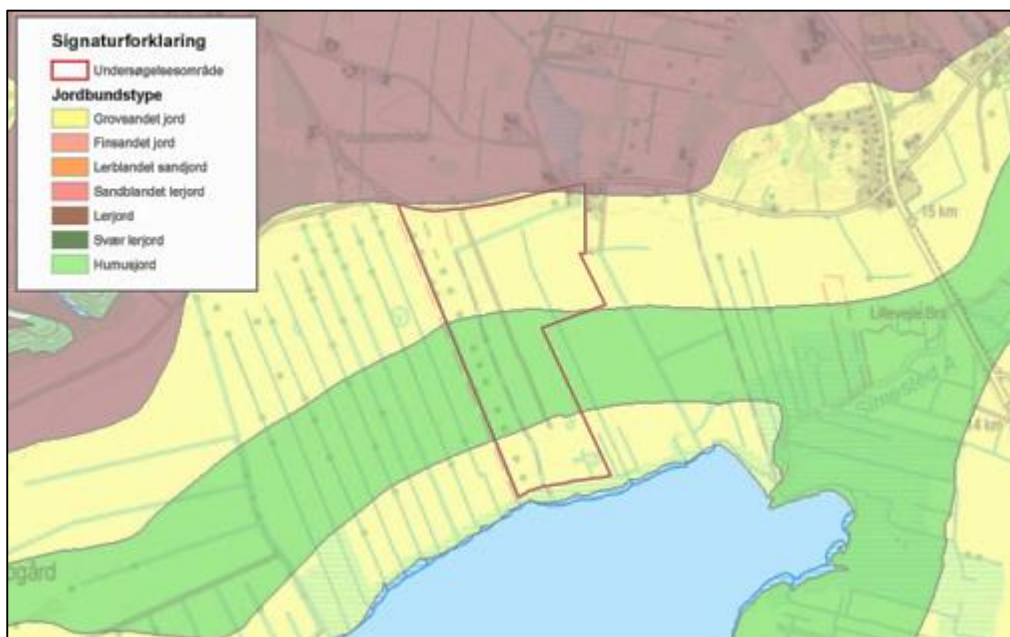 Signaturforklaring
Undersøgelsesområde
Jordbundstype
Grovsandet jord
Finsandet jord
Lerblandet sandjord
Sandblandet lerjord
Lerjord
Svær lerjord
Humusjord
15 km
Lillevejle Bro
Simested Å
14 km